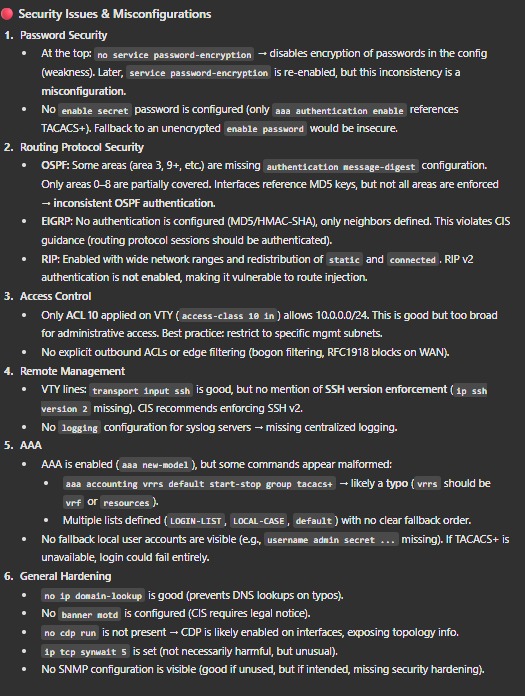 Security Issues & Misconfigurations
1. Password Security
• At the top: no service password-encryption → disables encryption of passwords in the config
(weakness). Later, service password-encryption is re-enabled, but this inconsistency is a
misconfiguration.
• No enable secret password is configured (only aaa authentication enable references
TACACS+). Fallback to an unencrypted enable password would be insecure.
2. Routing Protocol Security
• OSPF: Some areas (area 3, 9+, etc.) are missing authentication message-digest configuration.
Only areas 0–8 are partially covered. Interfaces reference MD5 keys, but not all areas are enforced
→ inconsistent OSPF authentication.
• EIGRP: No authentication is configured (MD5/HMAC-SHA), only neighbors defined. This violates CIS
guidance (routing protocol sessions should be authenticated).
• RIP: Enabled with wide network ranges and redistribution of static and connected. RIP v2
authentication is not enabled, making it vulnerable to route injection.
3. Access Control
• Only ACL 10 applied on VTY (access-class 10 in) allows 10.0.0.0/24. This is good but too broad
for administrative access. Best practice: restrict to specific mgmt subnets.
• No explicit outbound ACLs or edge filtering (bogon filtering, RFC1918 blocks on WAN).
4. Remote Management
• VTY lines: transport input ssh is good, but no mention of SSH version enforcement (ip ssh
version 2 missing). CIS recommends enforcing SSH v2.
• No logging configuration for syslog servers → missing centralized logging.
5. AAA
• AAA is enabled (aaa new-model), but some commands appear malformed:
• aaa accounting vrrs default start-stop group tacacs+ → likely a typo (vrrs should be
vrf or resources).
• Multiple lists defined (LOGIN-LIST, LOCAL-CASE, default) with no clear fallback order.
• No fallback local user accounts are visible (e.g., username admin secret ... missing). If TACACS+ is
unavailable, login could fail entirely.
6. General Hardening
• no ip domain-lookup is good (prevents DNS lookups on typos).
• No banner motd is configured (CIS requires legal notice).
• no cdp run is not present → CDP is likely enabled on interfaces, exposing topology info.
• ip tcp synwait 5 is set (not necessarily harmful, but unusual).
• No SNMP configuration is visible (good if unused, but if intended, missing security hardening).